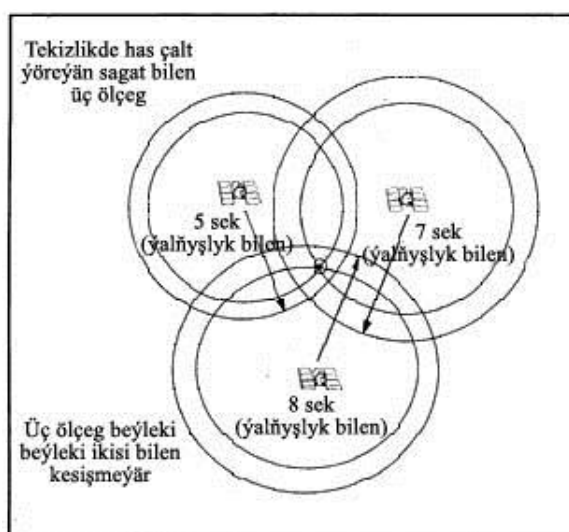 Tekizlikde has çalt
ýöreýän sagat bilen
üç ölçeg
5 sek
(ýalňyşlyk bilen)
7 sek
(ýalňyşlyk bilen)
8 sek
(ýalňyşlyk bilen)
Üç ölçeg beýleki
beýleki ikisi bilen
kesişmeýär